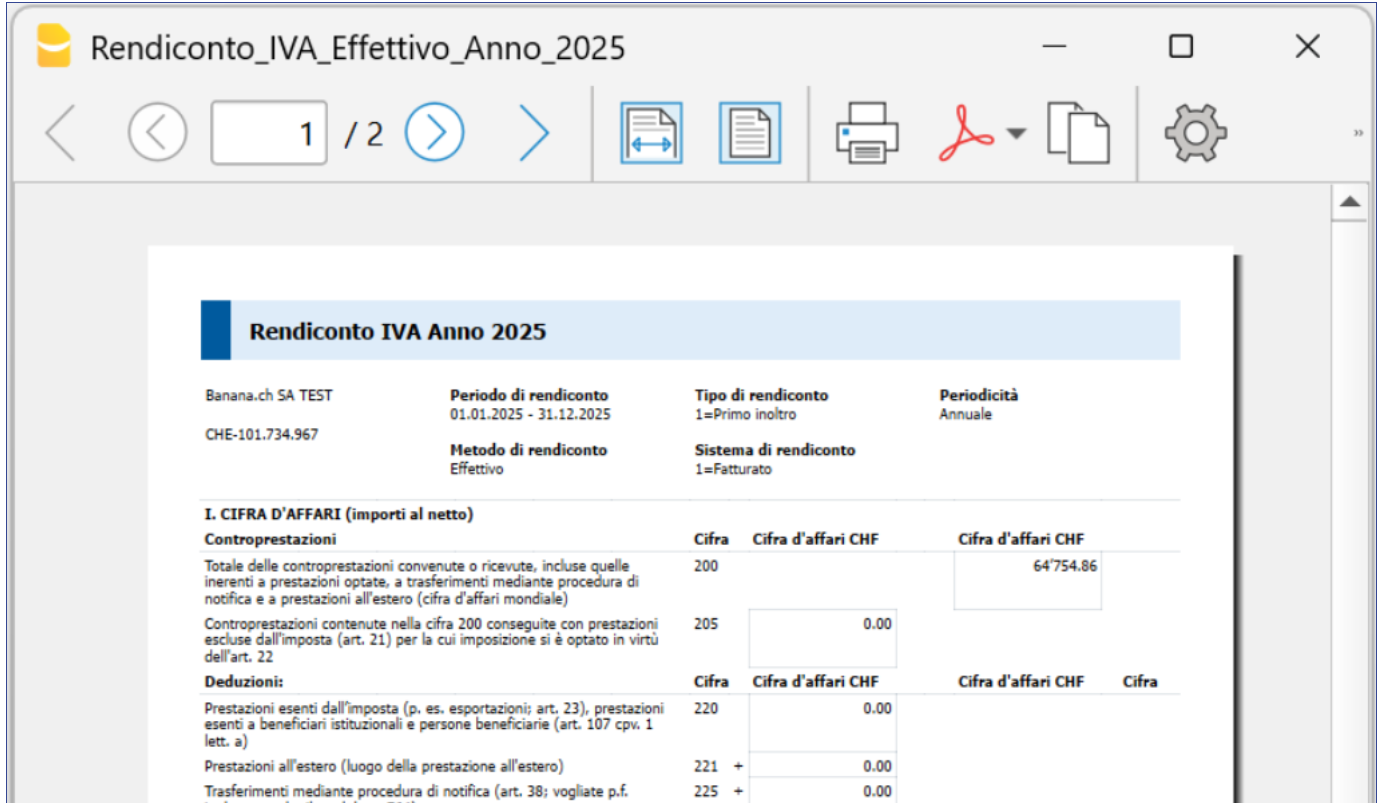 Rendiconto_IVA_Effettivo_Anno_2025
1 / 2
»
Rendiconto IVA Anno 2025
Banana.ch SA TEST
CHE-101.734.967
Periodo di rendiconto
01.01.2025 - 31.12.2025
Metodo di rendiconto
Effettivo
Tipo di rendiconto
1=Primo inoltro
Sistema di rendiconto
1=Fatturato
Periodicità
Annuale
I. CIFRA D'AFFARI (importi al netto)
Controprestazioni Cifra Cifra d'affari CHF Cifra d'affari CHF
Totale delle controprestazioni convenute o ricevute, incluse quelle 200 64'754.86
inerenti a prestazioni optate, a trasferimenti mediante procedura di
notifica e a prestazioni all'estero (cifra d'affari mondiale)
Controprestazioni contenute nella cifra 200 conseguite con prestazioni 205 0.00
escluse dall'imposta (art. 21) per la cui imposizione si è optato in virtù
dell'art. 22
Deduzioni: Cifra Cifra d'affari CHF Cifra d'affari CHF Cifra
Prestazioni esenti dall'imposta (p. es. esportazioni; art. 23), prestazioni 220 0.00
esenti a beneficiari istituzionali e persone beneficiarie (art. 107 cpv. 1
lett. a)
Prestazioni all'estero (luogo della prestazione all'estero) 221 + 0.00
Trasferimenti mediante procedura di notifica (art. 38; vogliate p.f. 225 + 0.00